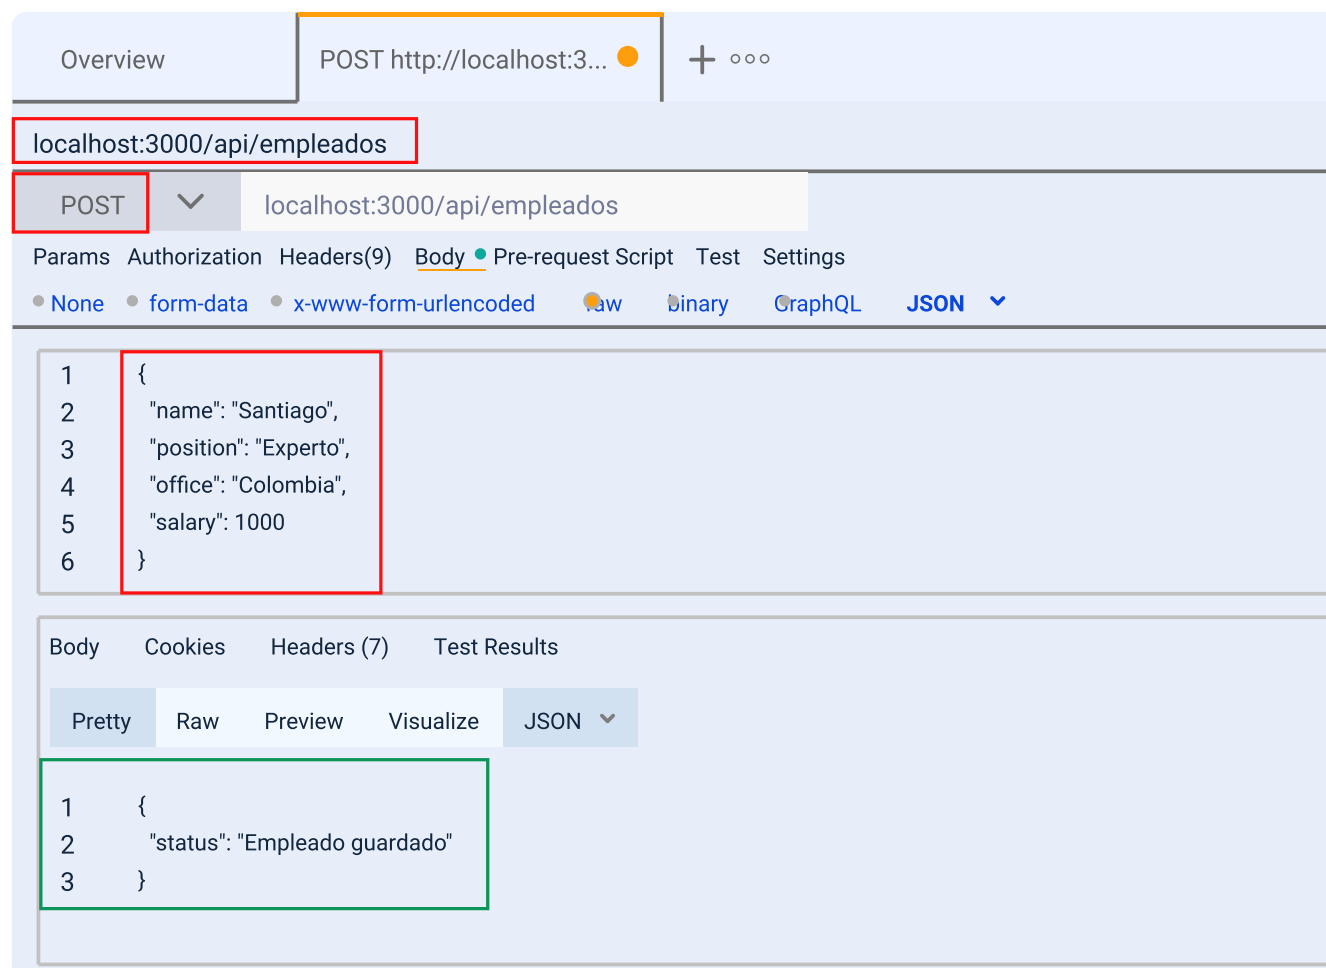 Overview POST http://localhost:3...
localhost:3000/api/empleados
POST localhost:3000/api/empleados
Params Authorization Headers(9) Body Pre-request Script Test Settings
None form-data x-www-form-urlencoded raw binary GraphQL JSON
1 {
2 "name": "Santiago",
3 "position": "Experto",
4 "office": "Colombia",
5 "salary": 1000
6 }
Body Cookies Headers (7) Test Results
Pretty Raw Preview Visualize JSON
1 {
2 "status": "Empleado guardado"
3 }